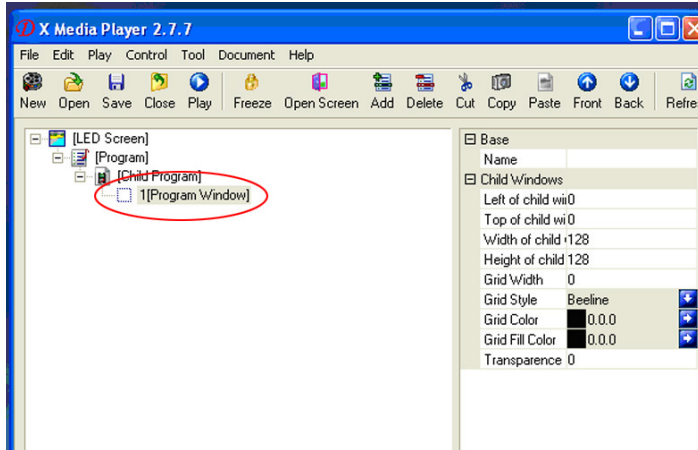 X Media Player 2.7.7
File Edit Play Control Tool Document Help
New Open Save Close Play Freeze Open Screen Add Delete Cut Copy Paste Front Back Refre
[LED Screen]
[Program]
[Child Program]
1[Program Window]
Base
Name
Child Windows
Left of child wi 0
Top of child wi 0
Width of child 128
Height of child 128
Grid Width 0
Grid Style Beeline
Grid Color 0.0.0
Grid Fill Color 0.0.0
Transparence 0